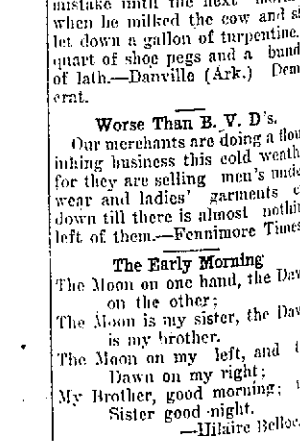 mistake until the next
when he milked the cow and
let down a gallon of turpentine,
quart of shoe pegs and a
of lath.—Danville (Ark.) Dem
crat.
Worse Than B. V. D's.
Our merchants are doing a
inking business this cold weath
for they are selling men's unde
wear and ladies' garments
down till there is almost nothi
left of them.—Fennimore Times
The Early Morning
The Moon on one hand, the Daw
on the other;
The Moon is my sister, the Daw
is my brother.
The Moon on my left, and t
Dawn on my right;
My Brother, good morning;
Sister good night.
—Hilaire Belloc.